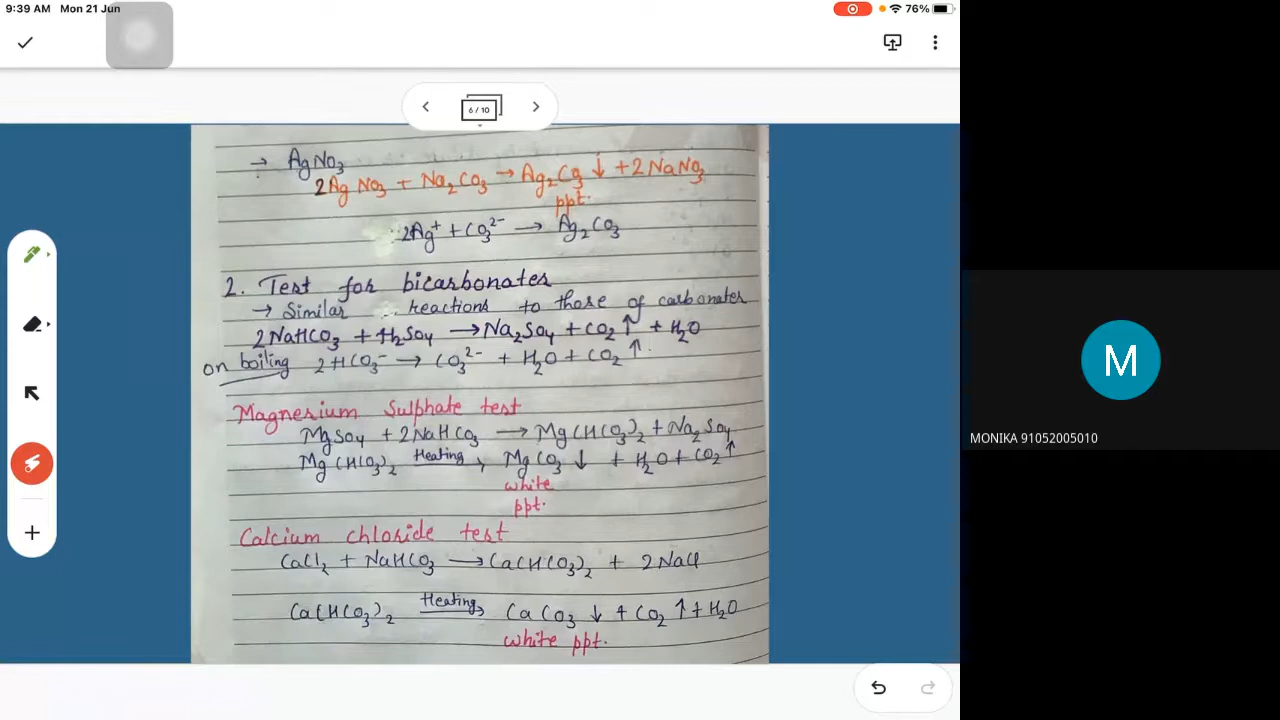 9:39 AM Mon 21 Jun
76%
6 / 10
→ AgNO3
2AgNO3 + Na2CO3 → Ag2CO3 ↓ + 2NaNO3
ppt.
2Ag+ + CO3 2- → Ag2CO3
2. Test for bicarbonates
→ Similar reactions to those of carbonates
2NaHCO3 + H2SO4 → Na2SO4 + CO2 ↑ + H2O
on boiling 2HCO3- → CO3 2- + H2O + CO2 ↑.
Magnesium Sulphate test
MgSO4 + 2NaHCO3 → Mg(HCO3)2 + Na2SO4
Mg(HCO3)2 Heating → MgCO3 ↓ + H2O + CO2 ↑
white
ppt.
Calcium chloride test
CaCl2 + NaHCO3 → Ca(HCO3)2 + 2NaCl
Ca(HCO3)2 Heating → CaCO3 ↓ + CO2 ↑ + H2O
white ppt.
M
MONIKA 91052005010